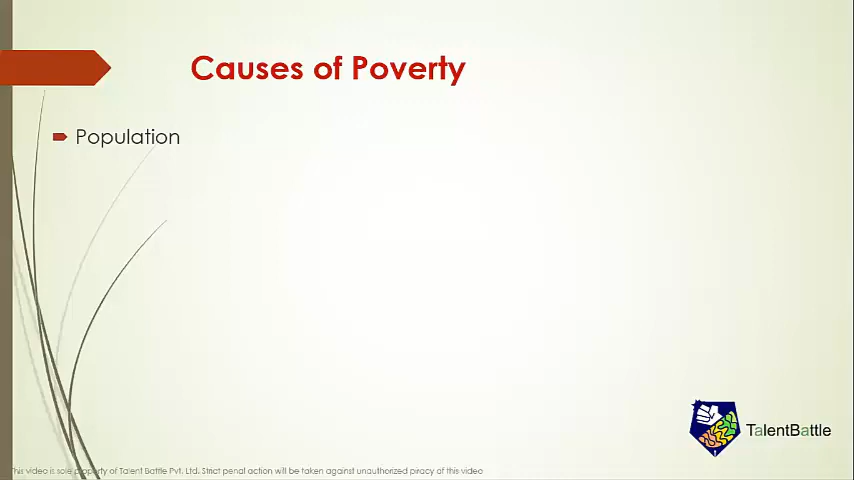 Causes of Poverty
Population
TalentBattle
This video is sole property of Talent Battle Pvt. Ltd. Strict penal action will be taken against unauthorized piracy of this video